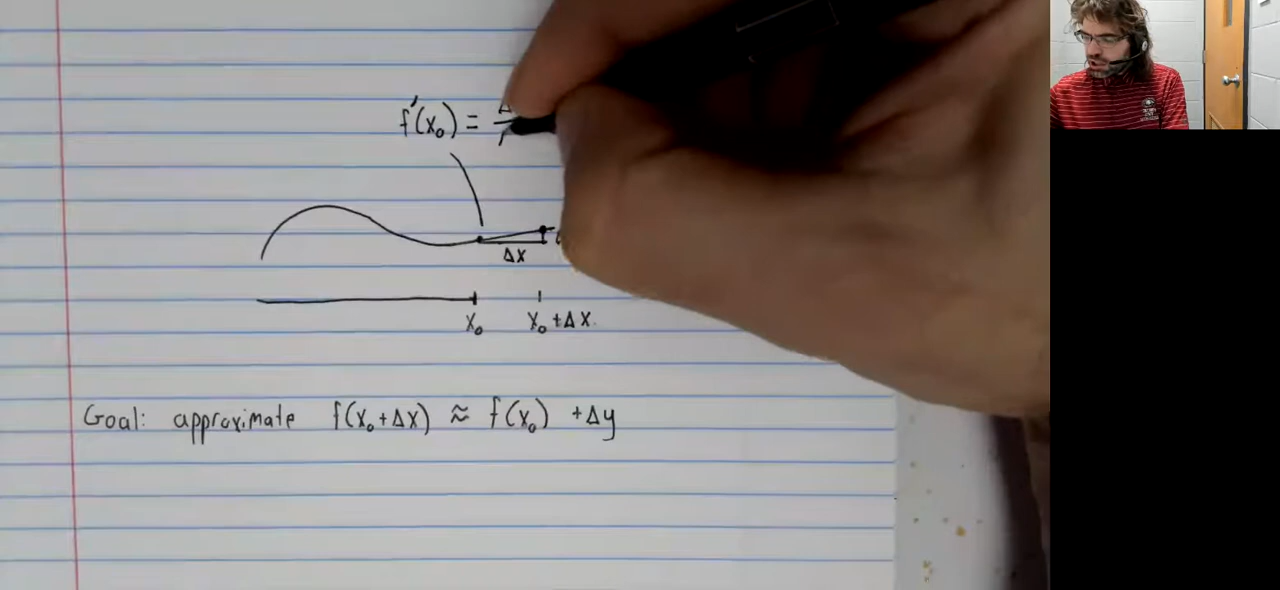 f'(x₀) =
Δx
x₀ x₀ + Δx
Goal: approximate f(x₀+Δx) ≈ f(x₀) + Δy